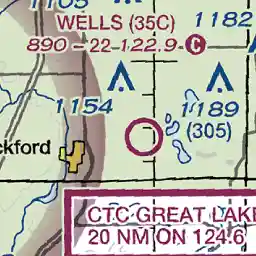 1105
WELLS (35C) 1182
890 - 22-122.9 C
1154
1189
(305)
ckford
CTC GREAT LAKE
20 NM ON 124.6